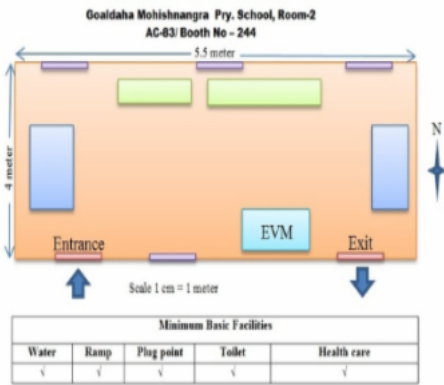 Goaldaha Mohishnangra Pry. School, Room-2
AC-83/ Booth No – 244
5.5 meter
4 meter
N
EVM
Entrance
Exit
Scale 1 cm = 1 meter
Minimum Basic Facilities
Water Ramp Plug point Toilet Health care
√ √ √ √ √